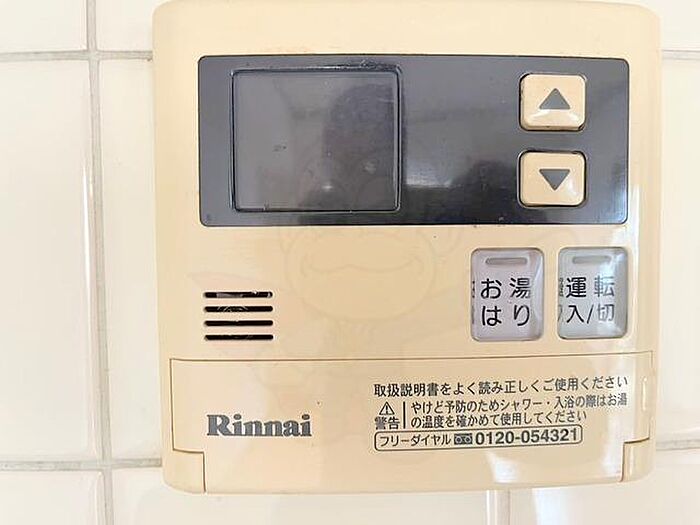 ▲
▼
お湯はり
運転入/切
取扱説明書をよく読み正しくご使用ください
⚠警告 やけど予防のためシャワー・入浴の際はお湯
の温度を確かめて使用してください
Rinnai
フリーダイヤル 0120-054321